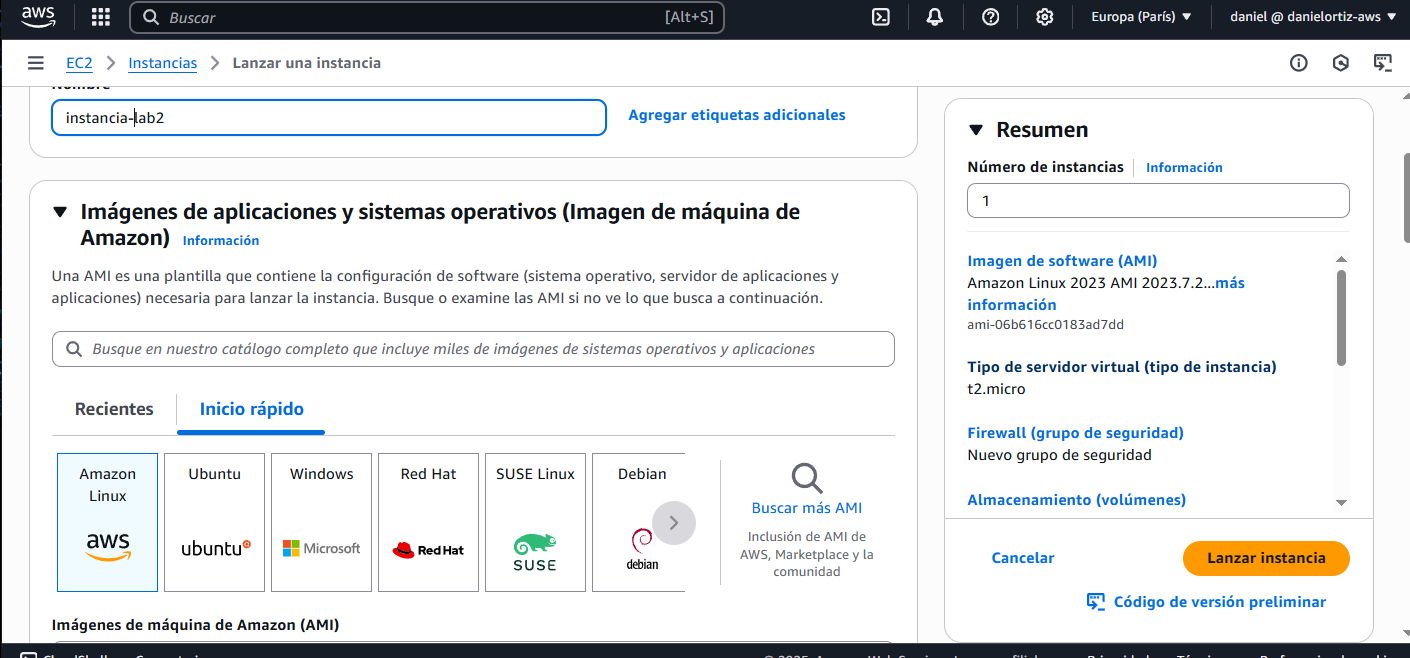 aws
Buscar
[Alt+S]
Europa (París)
daniel @ danielortiz-aws
EC2
Instancias
Lanzar una instancia
Nombre
instancia-lab2
Agregar etiquetas adicionales
Imágenes de aplicaciones y sistemas operativos (Imagen de máquina de
Amazon) Información
Una AMI es una plantilla que contiene la configuración de software (sistema operativo, servidor de aplicaciones y
aplicaciones) necesaria para lanzar la instancia. Busque o examine las AMI si no ve lo que busca a continuación.
Busque en nuestro catálogo completo que incluye miles de imágenes de sistemas operativos y aplicaciones
Recientes
Inicio rápido
Amazon
Linux
aws
Ubuntu
ubuntu
Windows
Microsoft
Red Hat
Red Hat
SUSE Linux
SUSE
Debian
debian
Buscar más AMI
Inclusión de AMI de
AWS, Marketplace y la
comunidad
Imágenes de máquina de Amazon (AMI)
Resumen
Número de instancias
Información
1
Imagen de software (AMI)
Amazon Linux 2023 AMI 2023.7.2...más
información
ami-06b616cc0183ad7dd
Tipo de servidor virtual (tipo de instancia)
t2.micro
Firewall (grupo de seguridad)
Nuevo grupo de seguridad
Almacenamiento (volúmenes)
Cancelar
Lanzar instancia
Código de versión preliminar